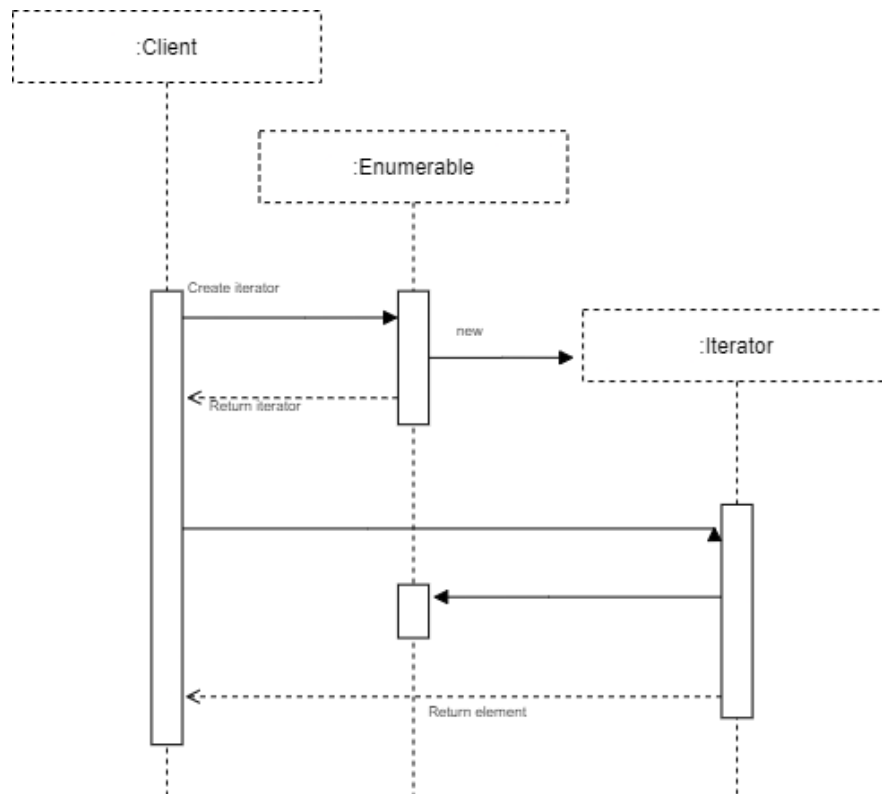 :Client
:Enumerable
Create iterator
new
:Iterator
Return iterator
Return element